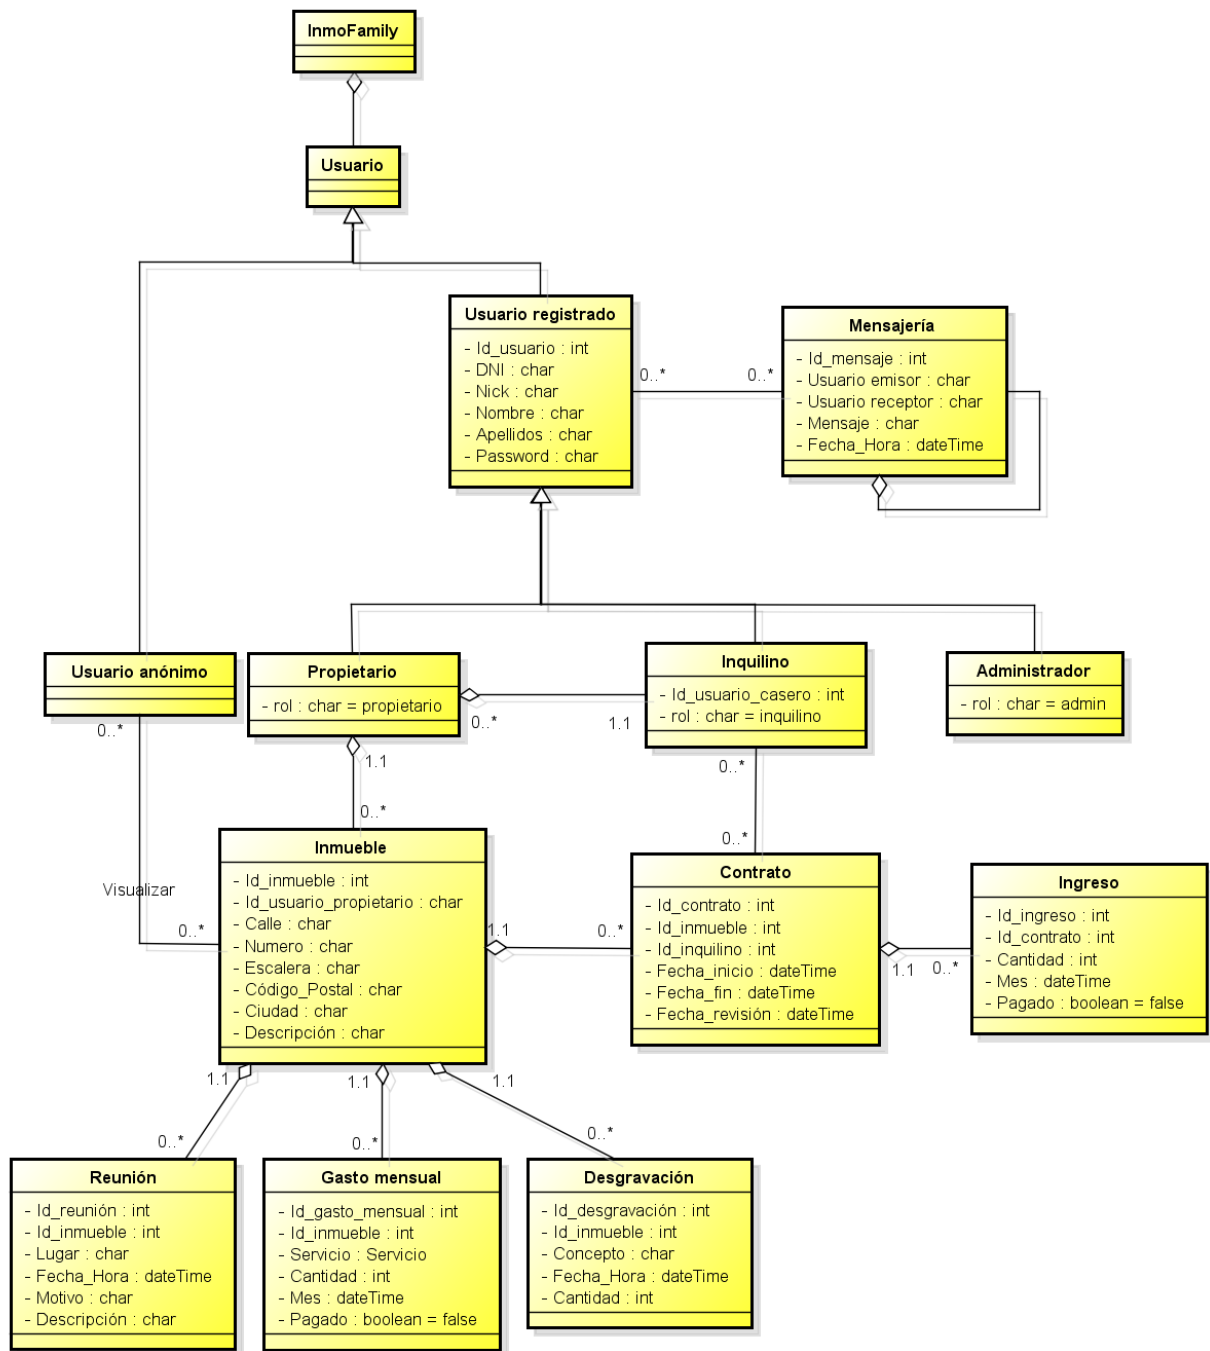 InmoFamily
Usuario
Usuario registrado
- Id_usuario : int
- DNI : char
- Nick : char
- Nombre : char
- Apellidos : char
- Password : char
0..*
0..*
Mensajería
- Id_mensaje : int
- Usuario emisor : char
- Usuario receptor : char
- Mensaje : char
- Fecha_Hora : dateTime
Usuario anónimo
0..*
Propietario
- rol : char = propietario
0..*
1.1
1.1
0..*
Inquilino
- Id_usuario_casero : int
- rol : char = inquilino
0..*
0..*
Administrador
- rol : char = admin
Visualizar
0..*
Inmueble
- Id_inmueble : int
- Id_usuario_propietario : char
- Calle : char
- Numero : char
- Escalera : char
- Código_Postal : char
- Ciudad : char
- Descripción : char
1.1
0..*
Contrato
- Id_contrato : int
- Id_inmueble : int
- Id_inquilino : int
- Fecha_inicio : dateTime
- Fecha_fin : dateTime
- Fecha_revisión : dateTime
1.1
0..*
Ingreso
- Id_ingreso : int
- Id_contrato : int
- Cantidad : int
- Mes : dateTime
- Pagado : boolean = false
1.1
1.1
1.1
0..*
0..*
0..*
Reunión
- Id_reunión : int
- Id_inmueble : int
- Lugar : char
- Fecha_Hora : dateTime
- Motivo : char
- Descripción : char
Gasto mensual
- Id_gasto_mensual : int
- Id_inmueble : int
- Servicio : Servicio
- Cantidad : int
- Mes : dateTime
- Pagado : boolean = false
Desgravación
- Id_desgravación : int
- Id_inmueble : int
- Concepto : char
- Fecha_Hora : dateTime
- Cantidad : int